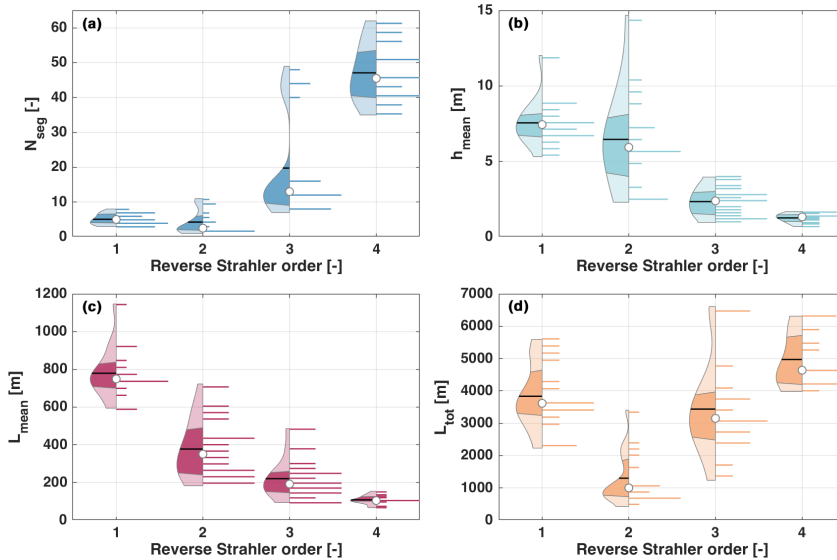 (a)
60
50
40
30
20
10
0
N_seg [-]
1 2 3 4
Reverse Strahler order [-]
(b)
15
10
5
0
h_mean [m]
1 2 3 4
Reverse Strahler order [-]
(c)
1200
1000
800
600
400
200
0
L_mean [m]
1 2 3 4
Reverse Strahler order [-]
(d)
7000
6000
5000
4000
3000
2000
1000
0
L_tot [m]
1 2 3 4
Reverse Strahler order [-]